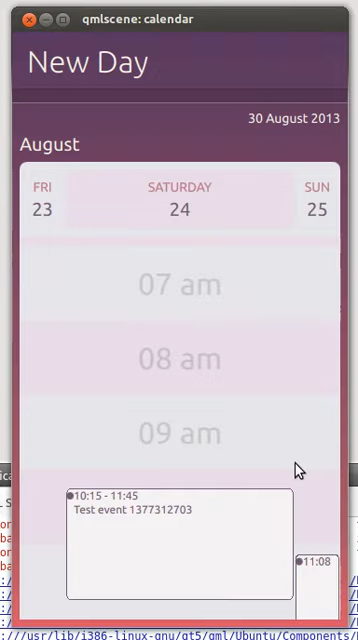 qmlscene: calendar
New Day
30 August 2013
August
FRI SATURDAY SUN
23 24 25
07 am
08 am
09 am
10:15 - 11:45
Test event 1377312703
11:08
:///usr/lib/i386-linux-gnu/qt5/qml/Ubuntu/Components/